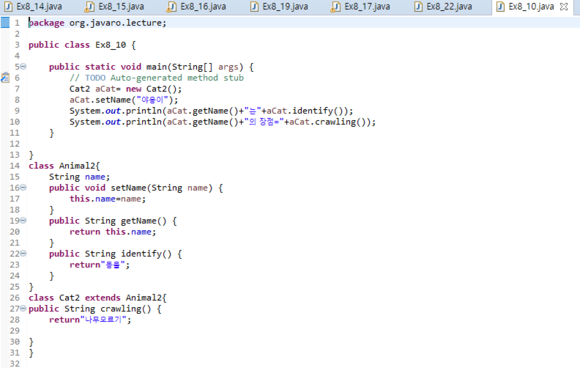 Ex8_14.java Ex8_15.java Ex8_16.java Ex8_19.java Ex8_17.java Ex8_22.java Ex8_10.java
1 package org.javaro.lecture;
2
3 public class Ex8_10 {
4
5 public static void main(String[] args) {
6 // TODO Auto-generated method stub
7 Cat2 aCat= new Cat2();
8 aCat.setName("야옹이");
9 System.out.println(aCat.getName()+"는"+aCat.identify());
10 System.out.println(aCat.getName()+"의 장점="+aCat.crawling());
11 }
12
13 }
14 class Animal2{
15 String name;
16 public void setName(String name) {
17 this.name=name;
18 }
19 public String getName() {
20 return this.name;
21 }
22 public String identify() {
23 return"동물";
24 }
25 }
26 class Cat2 extends Animal2{
27 public String crawling() {
28 return"나무오르기";
29
30 }
31 }
32